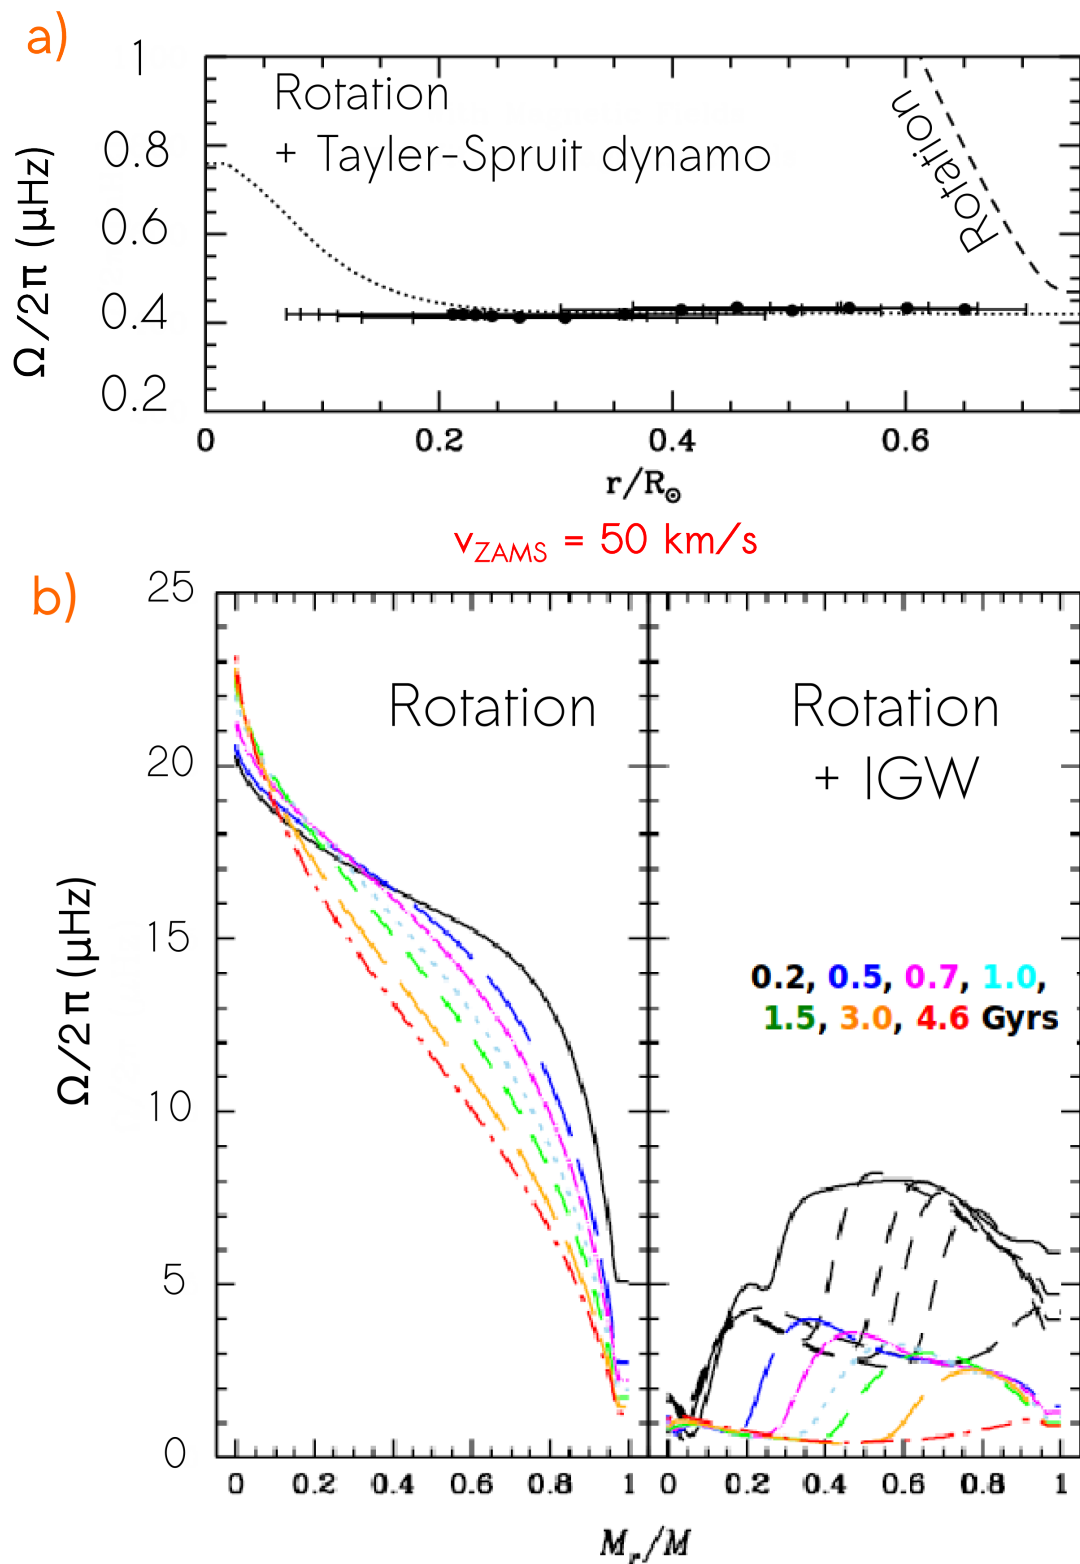 a)
Rotation
+ Tayler-Spruit dynamo
Rotation
Ω/2π (μHz)
1
0.8
0.6
0.4
0.2
0 0.2 0.4 0.6
r/R⊙
v_ZAMS = 50 km/s
b)
Rotation
Rotation
+ IGW
0.2, 0.5, 0.7, 1.0,
1.5, 3.0, 4.6 Gyrs
Ω/2π (μHz)
25
20
15
10
5
0
0 0.2 0.4 0.6 0.8 1 0 0.2 0.4 0.6 0.8 1
M_r/M